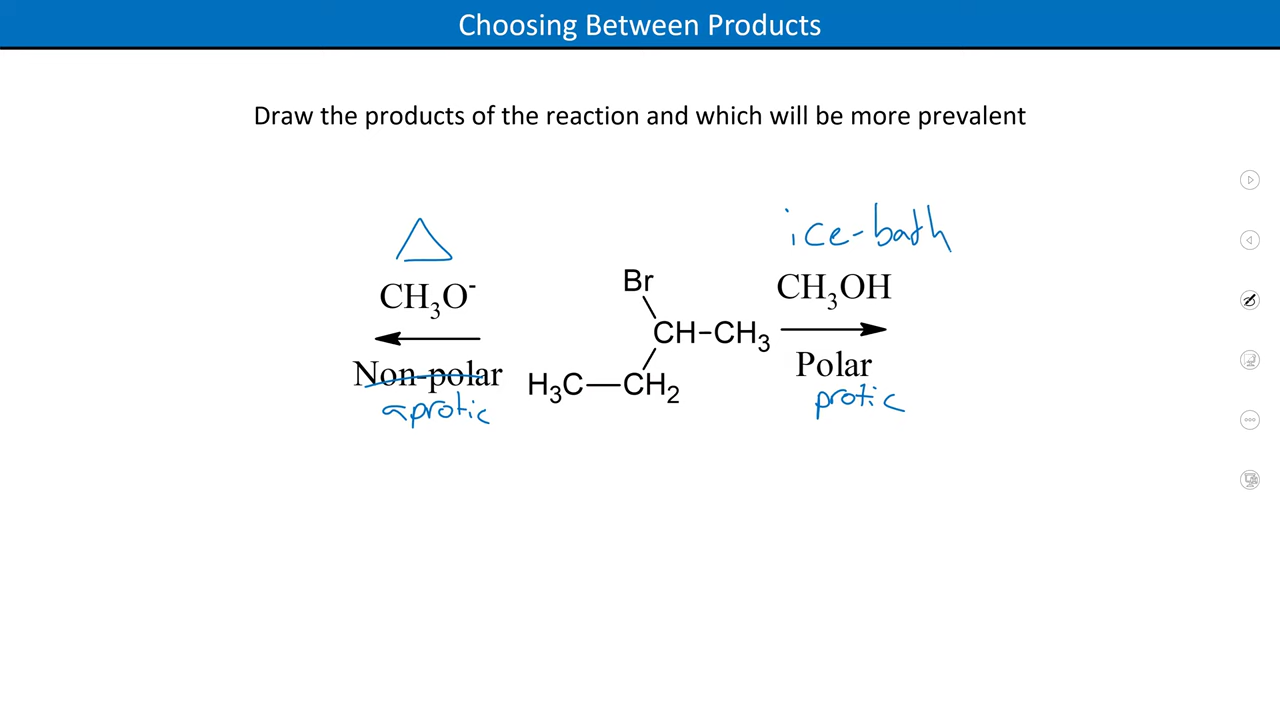 Choosing Between Products
Draw the products of the reaction and which will be more prevalent
△
CH₃O⁻
Non-polar
aprotic
Br
CH–CH₃
H₃C—CH₂
ice-bath
CH₃OH
Polar
protic